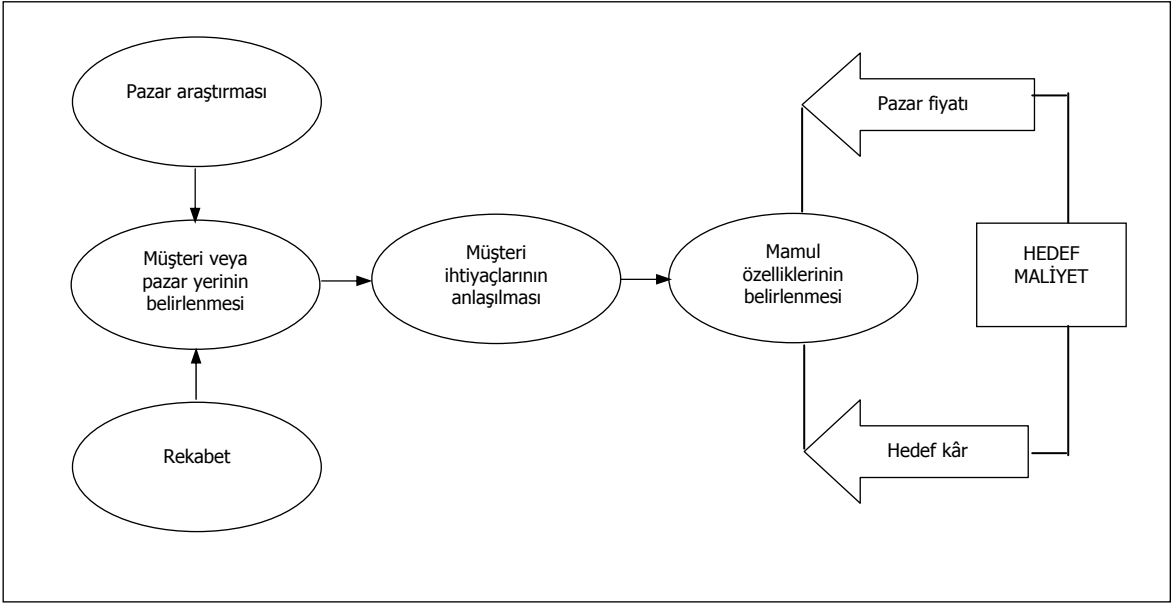 Pazar araştırması
Pazar fiyatı
Müşteri veya
pazar yerinin
belirlenmesi
Müşteri
ihtiyaçlarının
anlaşılması
Mamul
özelliklerinin
belirlenmesi
HEDEF
MALİYET
Rekabet
Hedef kâr